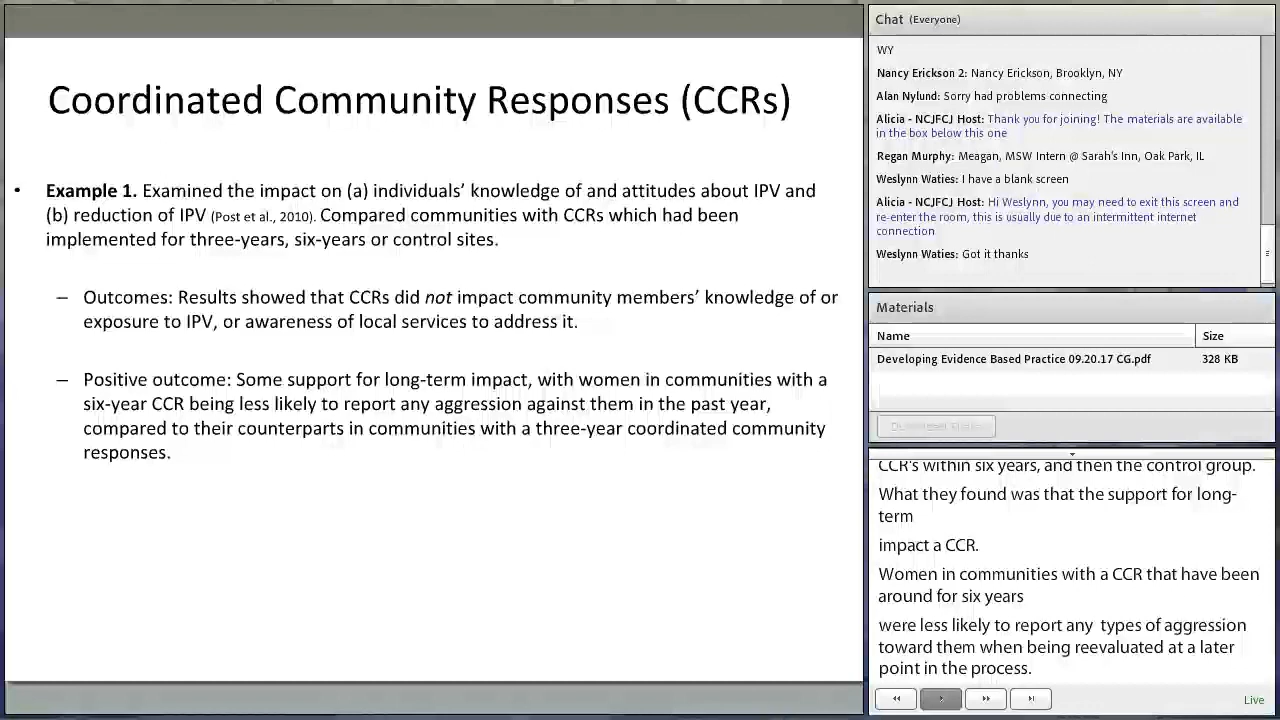 Coordinated Community Responses (CCRs)
• Example 1. Examined the impact on (a) individuals’ knowledge of and attitudes about IPV and
(b) reduction of IPV (Post et al., 2010). Compared communities with CCRs which had been
implemented for three-years, six-years or control sites.
– Outcomes: Results showed that CCRs did not impact community members’ knowledge of or
exposure to IPV, or awareness of local services to address it.
– Positive outcome: Some support for long-term impact, with women in communities with a
six-year CCR being less likely to report any aggression against them in the past year,
compared to their counterparts in communities with a three-year coordinated community
responses.
Chat (Everyone)
WY
Nancy Erickson 2: Nancy Erickson, Brooklyn, NY
Alan Nylund: Sorry had problems connecting
Alicia - NCJFCJ Host: Thank you for joining! The materials are available
in the box below this one
Regan Murphy: Meagan, MSW Intern @ Sarah's Inn, Oak Park, IL
Weslynn Waties: I have a blank screen
Alicia - NCJFCJ Host: Hi Weslynn, you may need to exit this screen and
re-enter the room, this is usually due to an intermittent internet
connection
Weslynn Waties: Got it thanks
Materials
Name Size
Developing Evidence Based Practice 09.20.17 CG.pdf 328 KB
CCR's within six years, and then the control group.
What they found was that the support for long-
term
impact a CCR.
Women in communities with a CCR that have been
around for six years
were less likely to report any types of aggression
toward them when being reevaluated at a later
point in the process.
Live